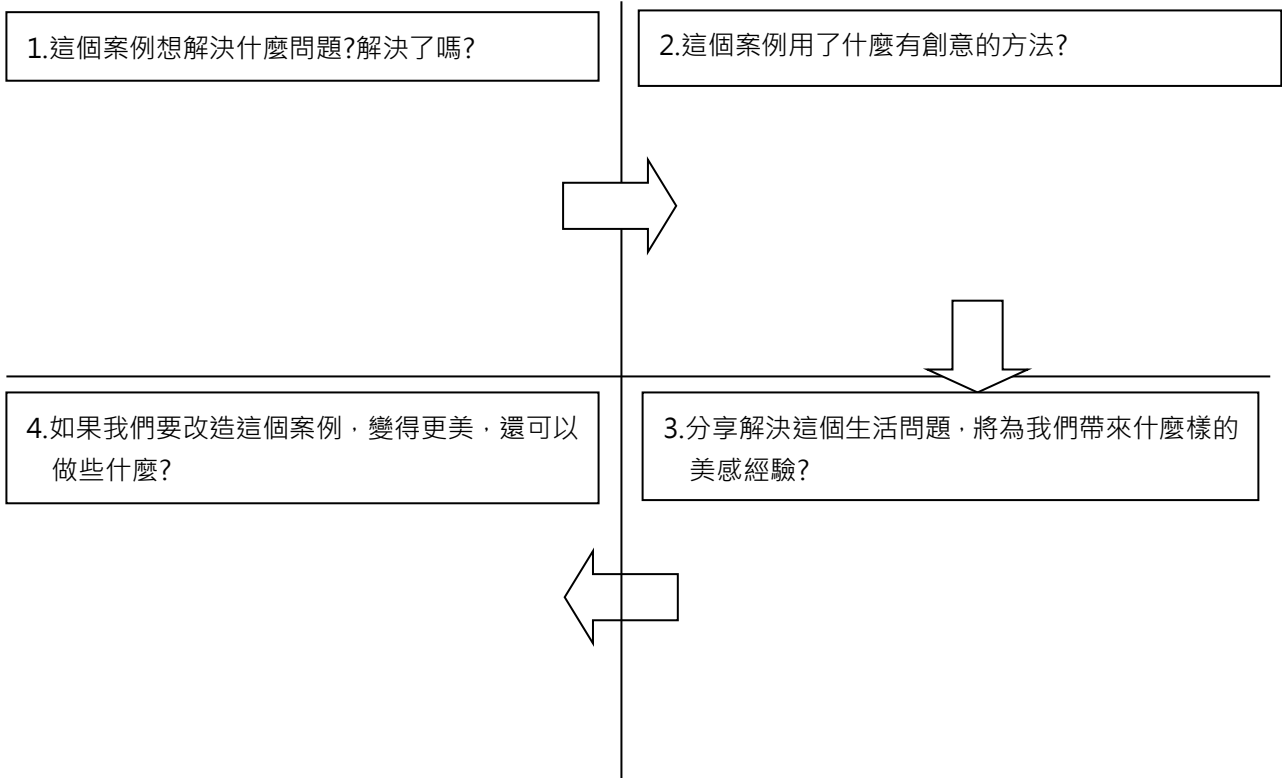 1.這個案例想解決什麼問題?解決了嗎?
2.這個案例用了什麼有創意的方法?
3.分享解決這個生活問題，將為我們帶來什麼樣的
美感經驗?
4.如果我們要改造這個案例，變得更美，還可以
做些什麼?